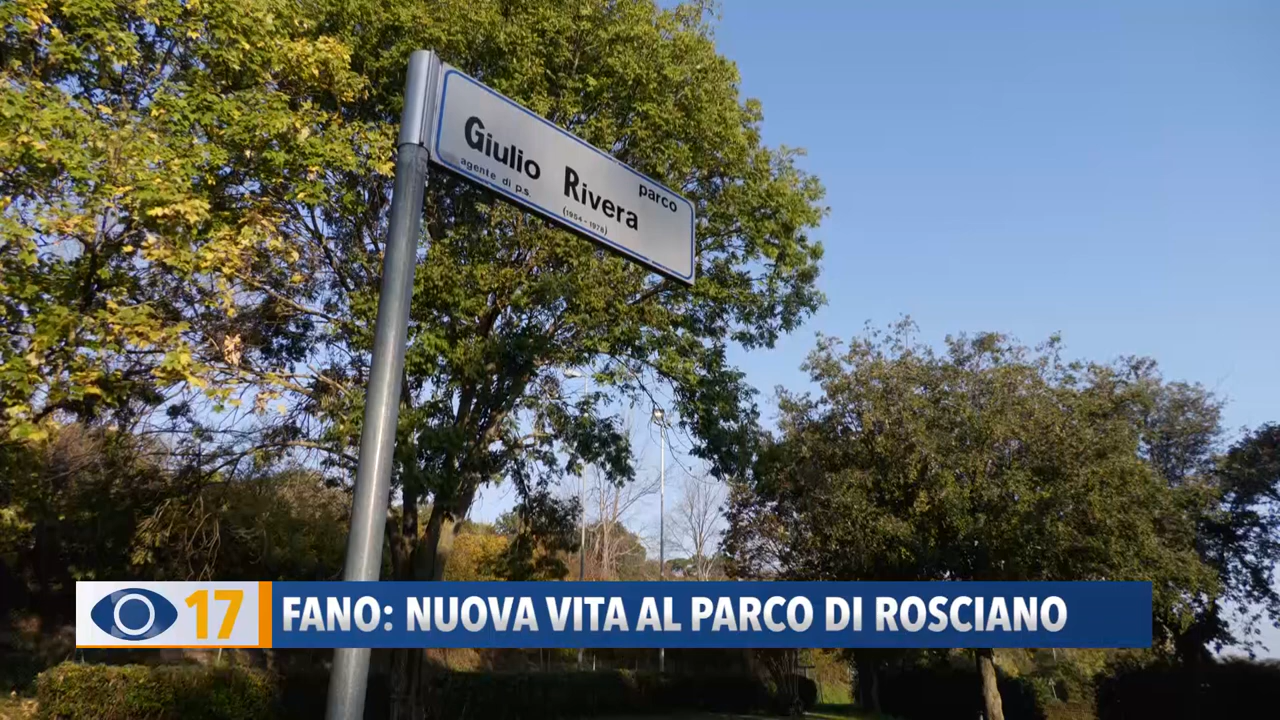 parco
Giulio Rivera
agente di p.s.
(1954-1978)
17
FANO: NUOVA VITA AL PARCO DI ROSCIANO